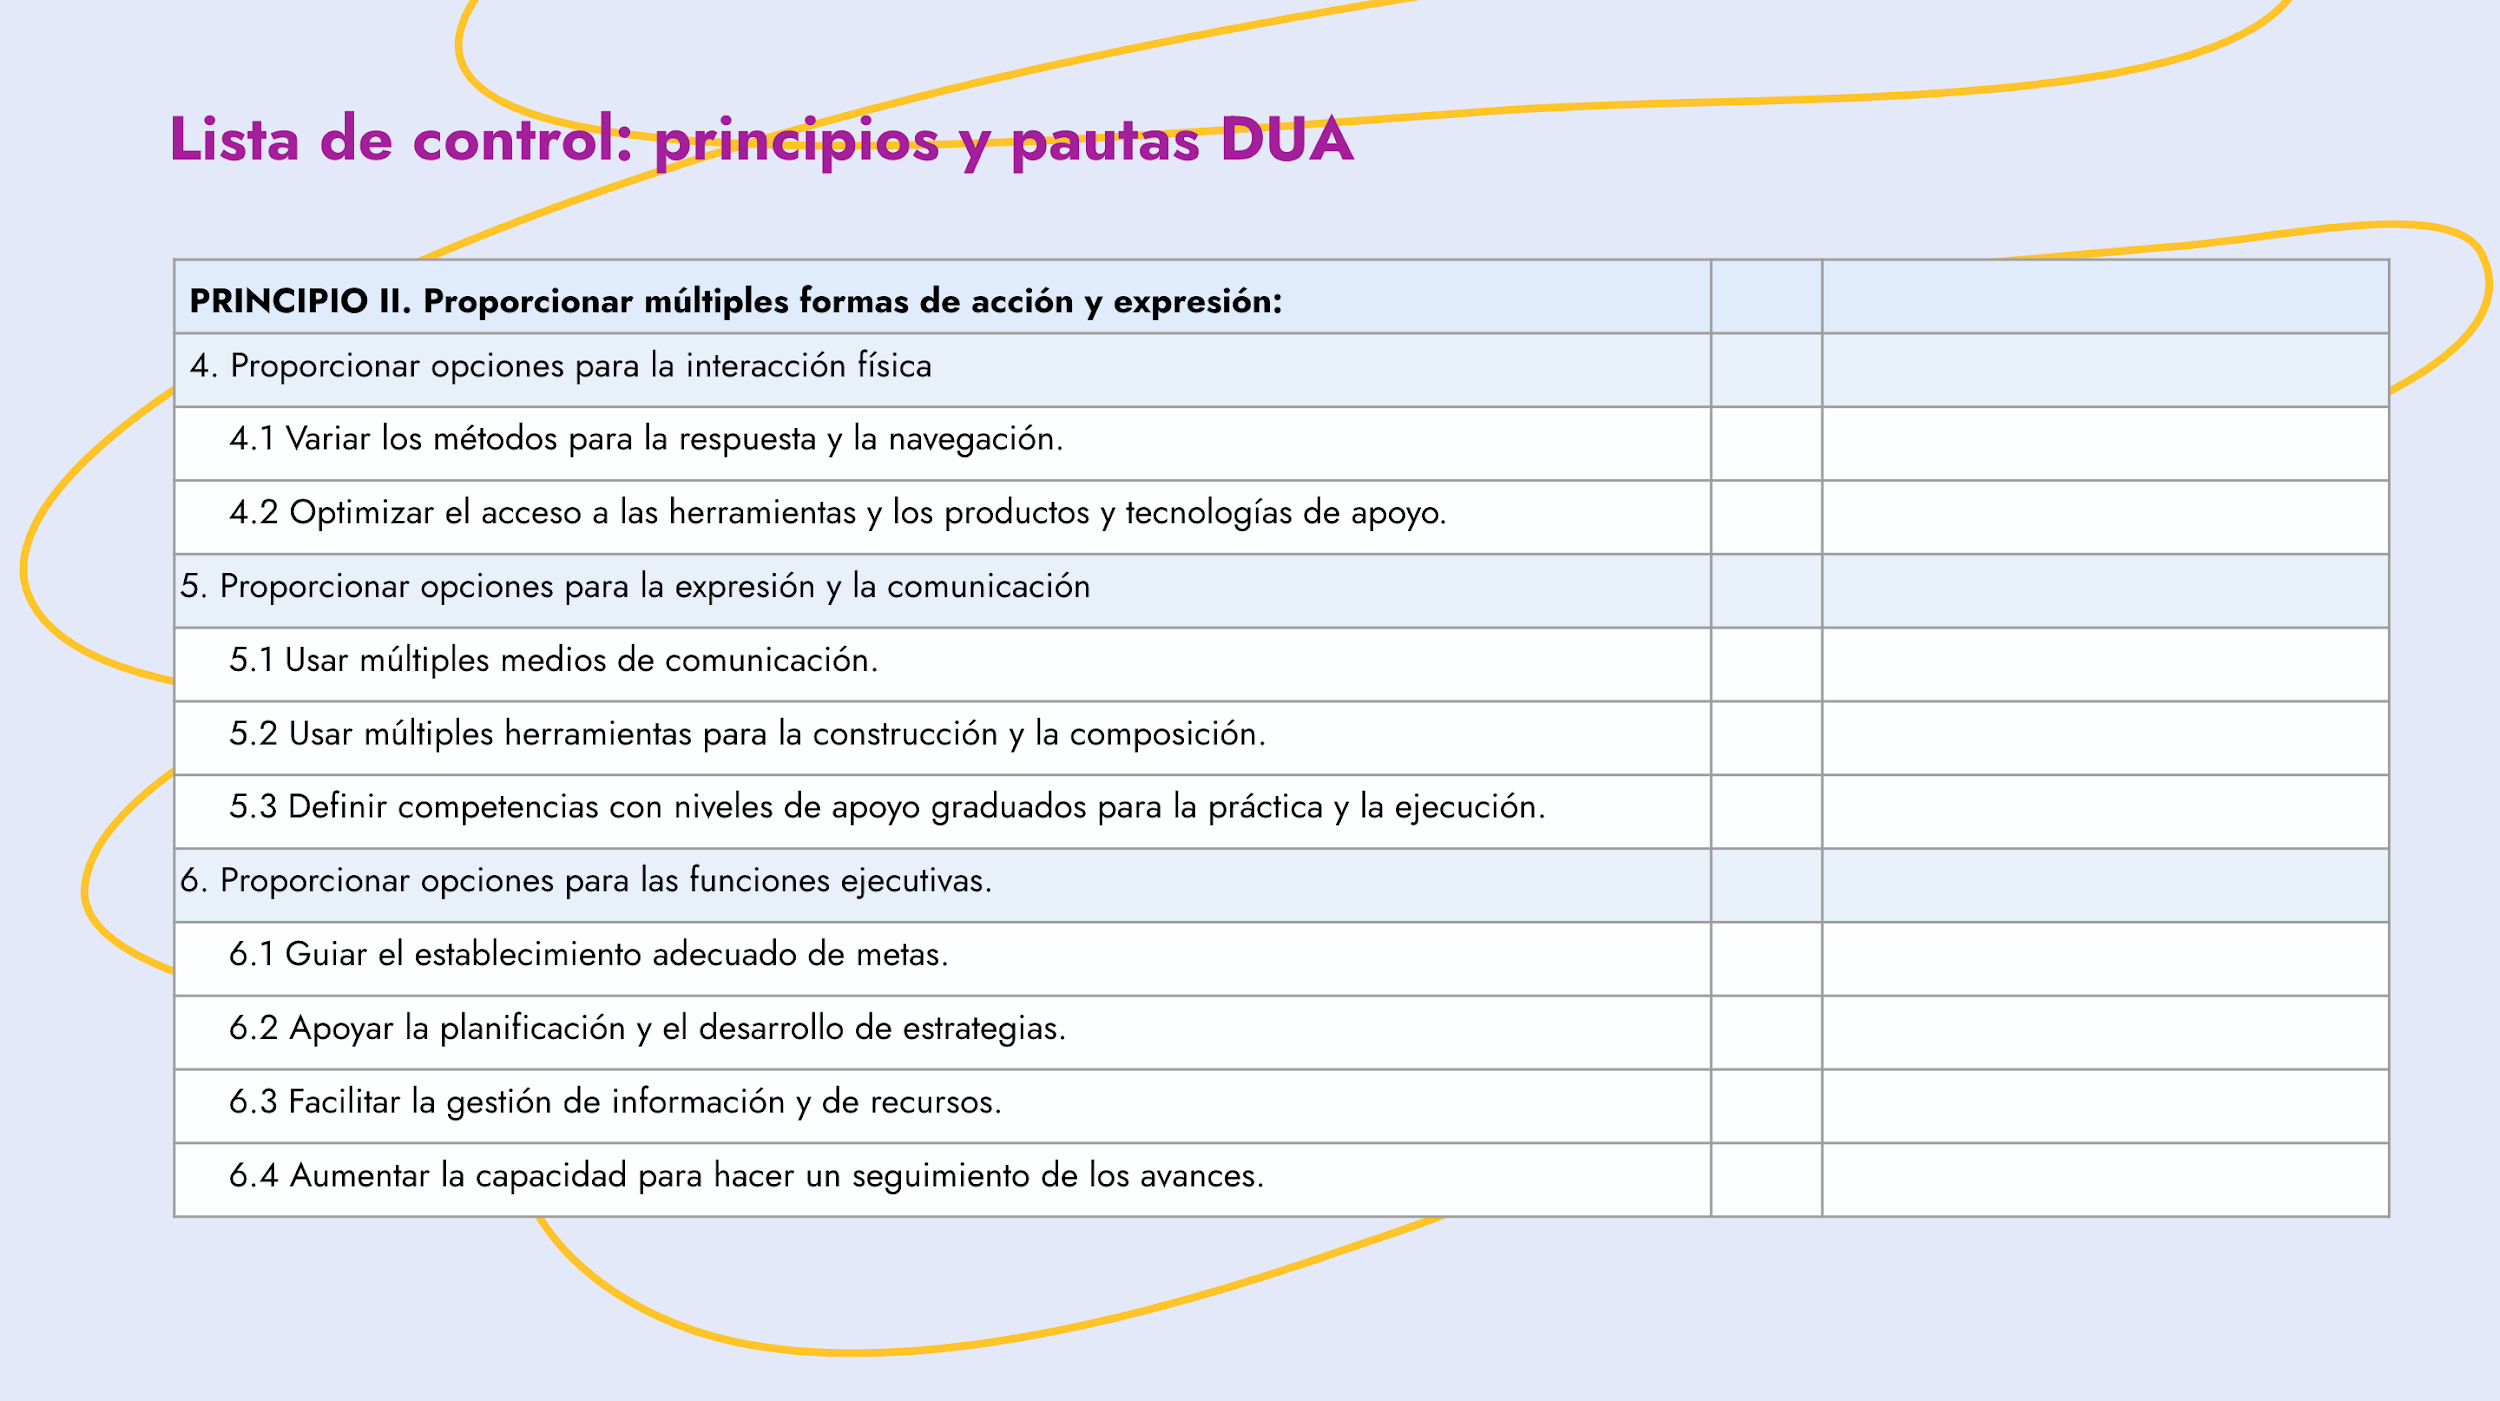 Lista de control: principios y pautas DUA
PRINCIPIO II. Proporcionar múltiples formas de acción y expresión:
4. Proporcionar opciones para la interacción física
4.1 Variar los métodos para la respuesta y la navegación.
4.2 Optimizar el acceso a las herramientas y los productos y tecnologías de apoyo.
5. Proporcionar opciones para la expresión y la comunicación
5.1 Usar múltiples medios de comunicación.
5.2 Usar múltiples herramientas para la construcción y la composición.
5.3 Definir competencias con niveles de apoyo graduados para la práctica y la ejecución.
6. Proporcionar opciones para las funciones ejecutivas.
6.1 Guiar el establecimiento adecuado de metas.
6.2 Apoyar la planificación y el desarrollo de estrategias.
6.3 Facilitar la gestión de información y de recursos.
6.4 Aumentar la capacidad para hacer un seguimiento de los avances.